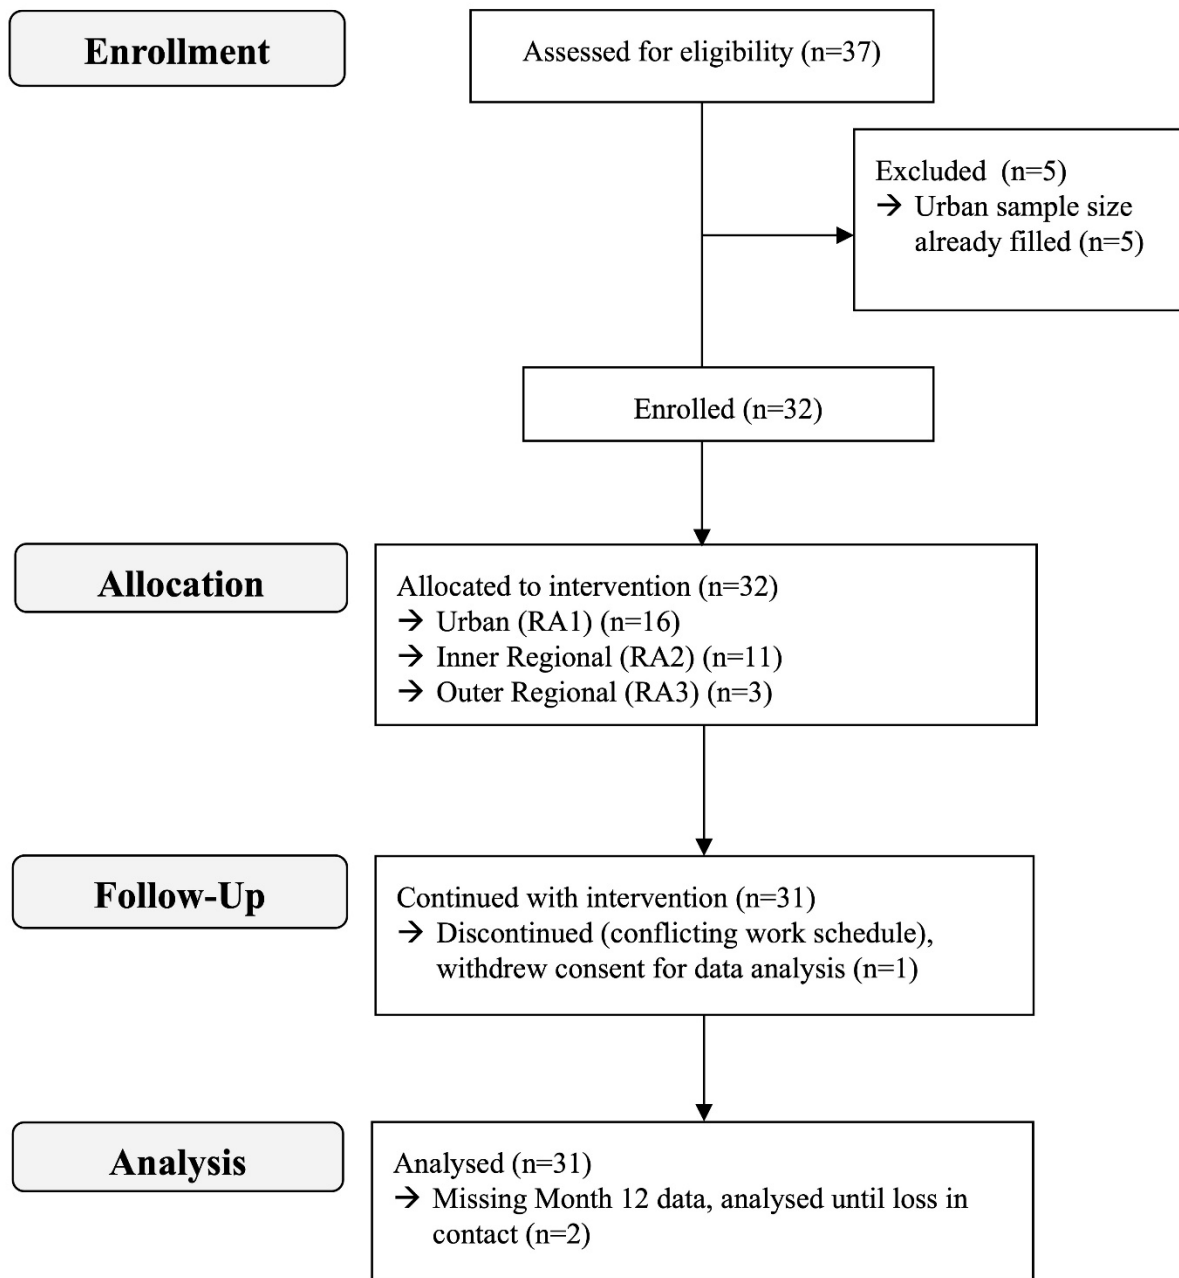 Enrollment
Assessed for eligibility (n=37)
Excluded (n=5)
→ Urban sample size
already filled (n=5)
Enrolled (n=32)
Allocation
Allocated to intervention (n=32)
→ Urban (RA1) (n=16)
→ Inner Regional (RA2) (n=11)
→ Outer Regional (RA3) (n=3)
Follow-Up
Continued with intervention (n=31)
→ Discontinued (conflicting work schedule),
withdrew consent for data analysis (n=1)
Analysis
Analysed (n=31)
→ Missing Month 12 data, analysed until loss in
contact (n=2)